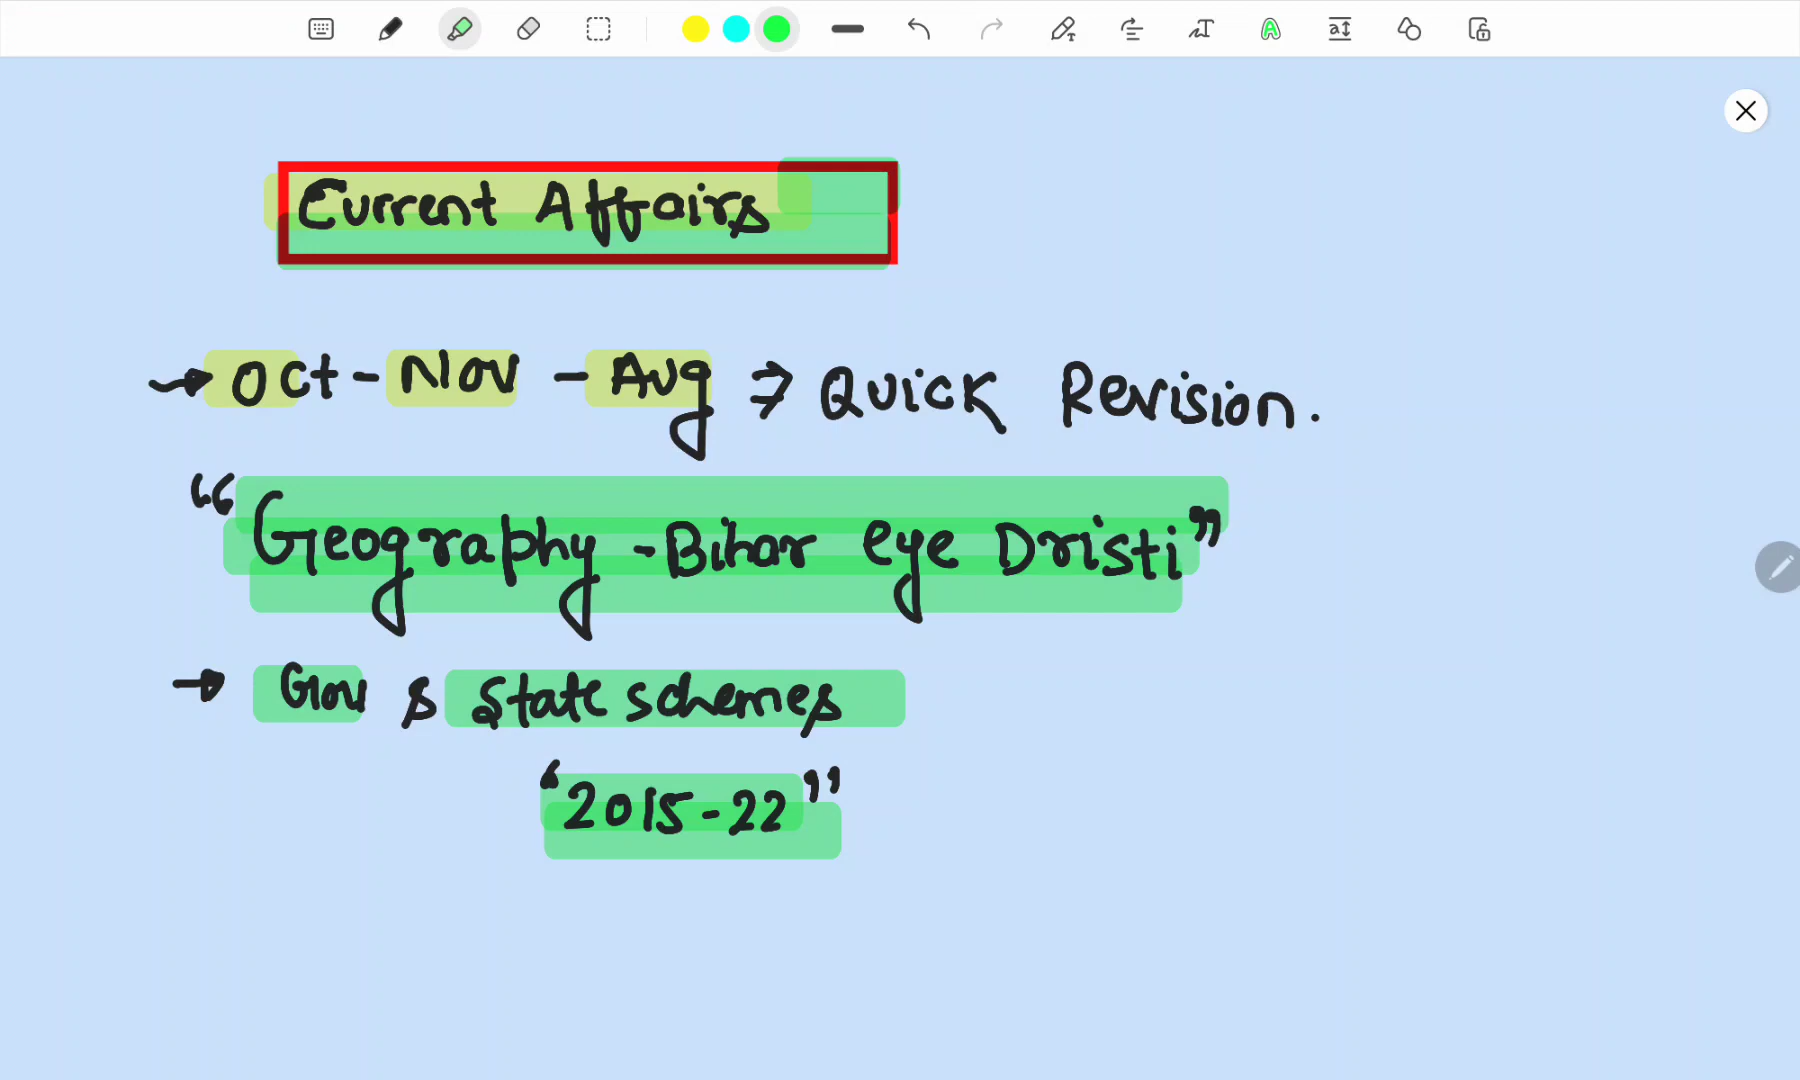 Current Affairs
→ Oct - Nov - Aug ⇒ Quick Revision.
“Geography - Bihar eye Dristi”
→ Gov & State schemes
“2015-22”